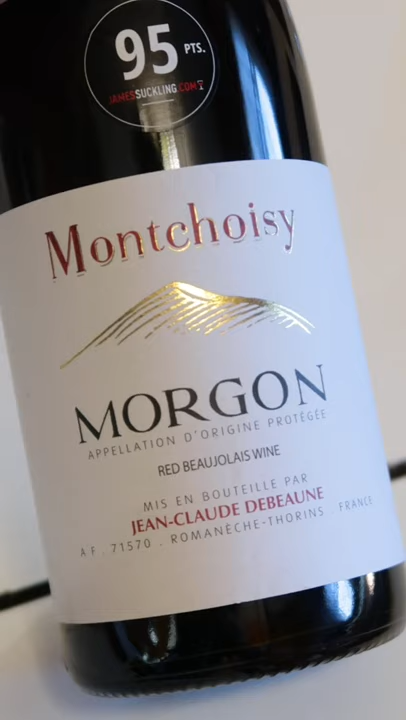 95 PTS.
JAMESSUCKLING.COM
Montchoisy
MORGON
APPELLATION D'ORIGINE PROTÉGÉE
RED BEAUJOLAIS WINE
MIS EN BOUTEILLE PAR
JEAN-CLAUDE DEBEAUNE
A F . 71570 . ROMANÈCHE-THORINS . FRANCE